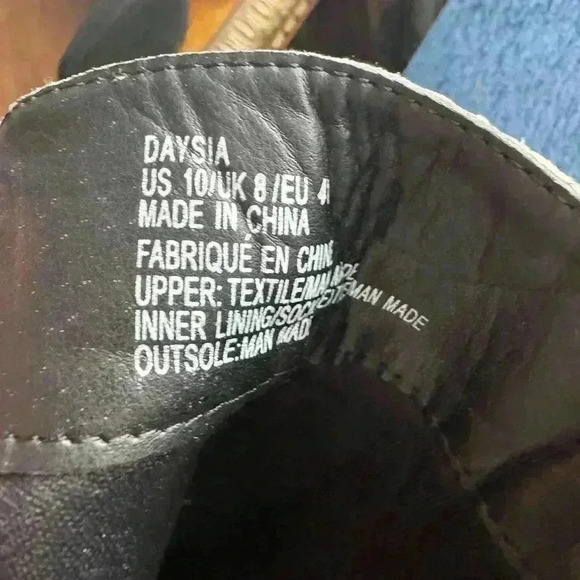 DAYSIA
US 10/UK 8/EU 41
MADE IN CHINA
FABRIQUÉ EN CHINE
UPPER: TEXTILE/MAN MADE
INNER LINING/SOCK: TEXTILE/MAN MADE
OUTSOLE: MAN MADE